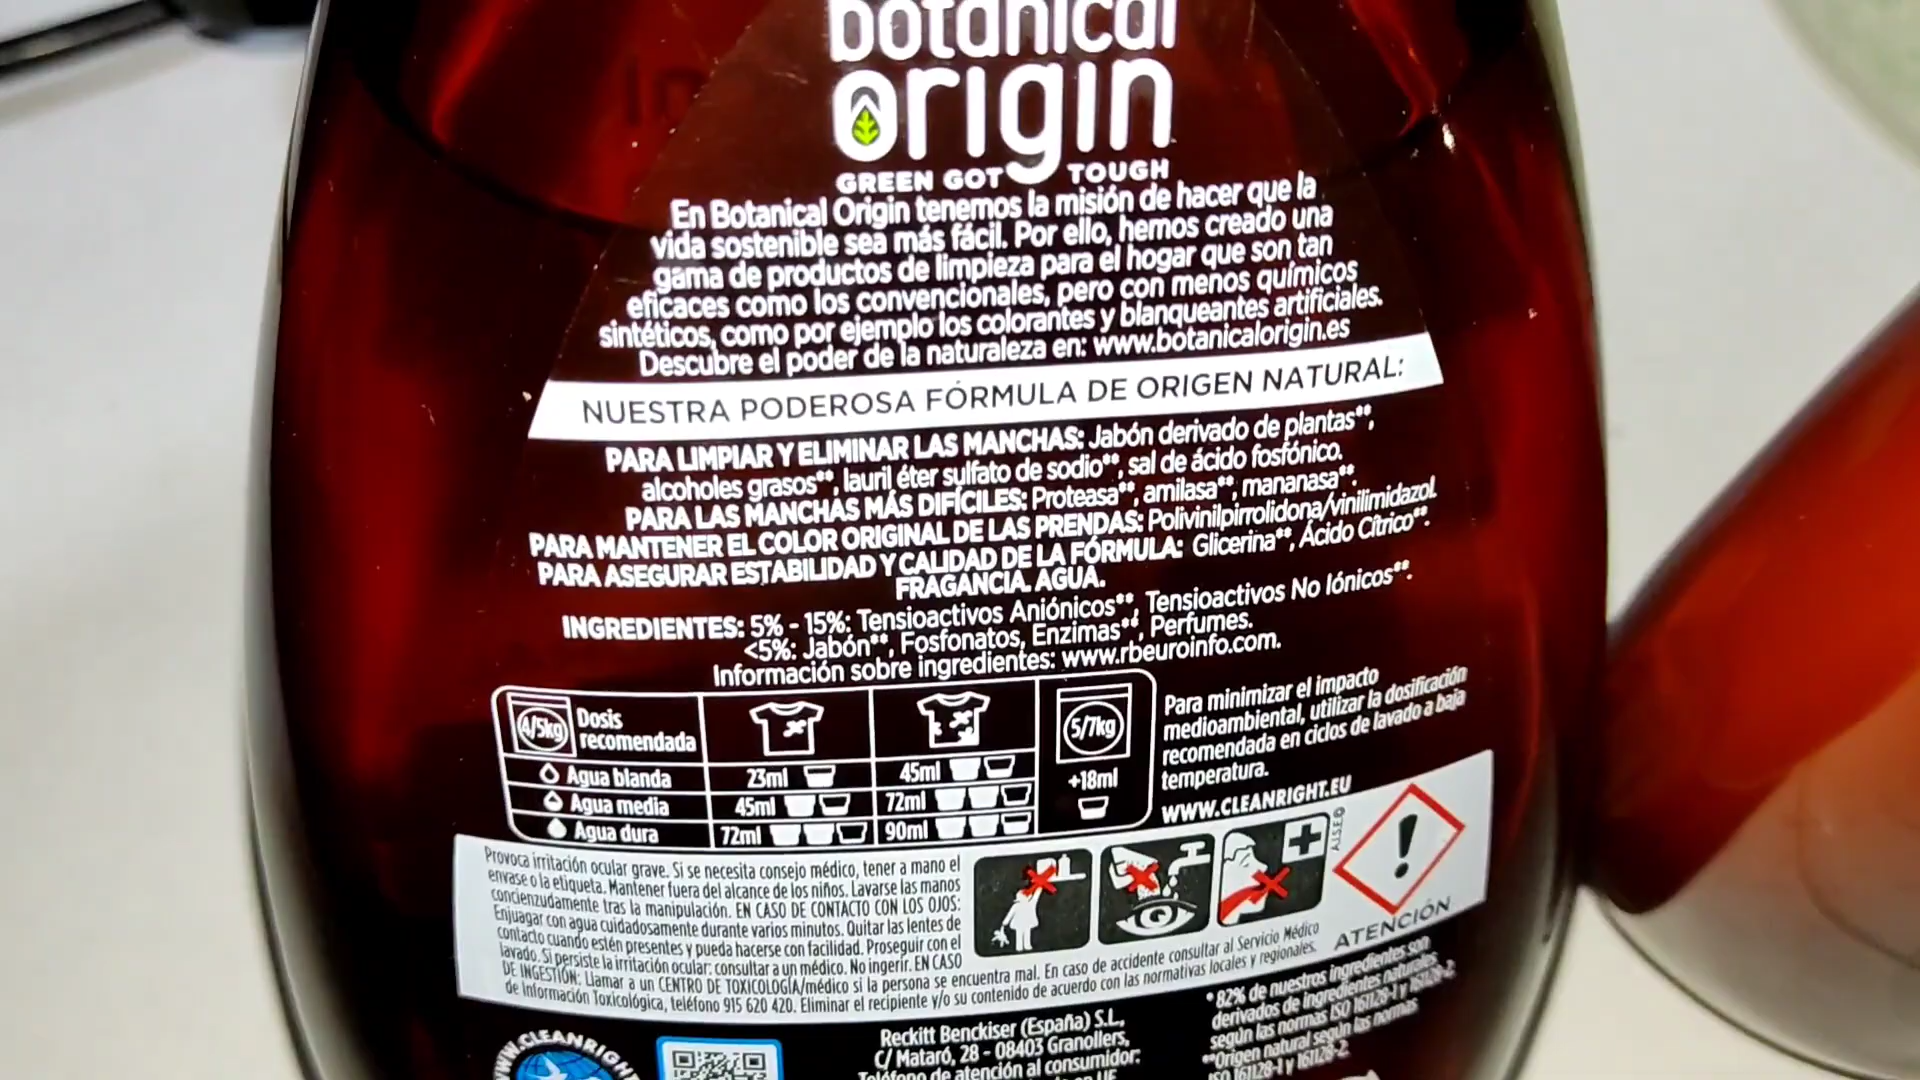 botanical
origin
GREEN GOT TOUGH
En Botanical Origin tenemos la misión de hacer que la
vida sostenible sea más fácil. Por ello, hemos creado una
gama de productos de limpieza para el hogar que son tan
eficaces como los convencionales, pero con menos químicos
sintéticos, como por ejemplo los colorantes y blanqueantes artificiales.
Descubre el poder de la naturaleza en: www.botanicalorigin.es
NUESTRA PODEROSA FÓRMULA DE ORIGEN NATURAL:
PARA LIMPIAR Y ELIMINAR LAS MANCHAS: Jabón derivado de plantas**,
alcoholes grasos**, lauril éter sulfato de sodio**, sal de ácido fosfónico.
PARA LAS MANCHAS MÁS DIFÍCILES: Proteasa**, amilasa**, mananasa**.
PARA MANTENER EL COLOR ORIGINAL DE LAS PRENDAS: Polivinilpirrolidona/vinilimidazol.
PARA ASEGURAR ESTABILIDAD Y CALIDAD DE LA FÓRMULA: Glicerina**, Ácido Cítrico**.
FRAGANCIA. AGUA.
INGREDIENTES: 5% - 15%: Tensioactivos Aniónicos**, Tensioactivos No Iónicos**.
<5%: Jabón**, Fosfonatos, Enzimas**, Perfumes.
Información sobre ingredientes: www.rbeuroinfo.com.
4/5kg Dosis recomendada 5/7kg
Agua blanda 23ml 45ml +18ml
Agua media 45ml 72ml
Agua dura 72ml 90ml
Para minimizar el impacto
medioambiental, utilizar la dosificación
recomendada en ciclos de lavado a baja
temperatura.
WWW.CLEANRIGHT.EU
Provoca irritación ocular grave. Si se necesita consejo médico, tener a mano el
envase o la etiqueta. Mantener fuera del alcance de los niños. Lavarse las manos
concienzudamente tras la manipulación. EN CASO DE CONTACTO CON LOS OJOS:
Enjuagar con agua cuidadosamente durante varios minutos. Quitar las lentes de
contacto cuando estén presentes y pueda hacerse con facilidad. Proseguir con el
lavado. Si persiste la irritación ocular: consultar a un médico. No ingerir. EN CASO
DE INGESTIÓN: Llamar a un CENTRO DE TOXICOLOGÍA/médico si la persona se encuentra mal. En caso de accidente consultar al Servicio Médico
de Información Toxicológica, teléfono 915 620 420. Eliminar el recipiente y/o su contenido de acuerdo con las normativas locales y regionales.
A.I.S.E.
ATENCIÓN
WWW.CLEANRIGHT
Reckitt Benckiser (España) S.L.,
C/ Mataró, 28 - 08403 Granollers,
Teléfono de atención al consumidor:
*82% de nuestros ingredientes son
derivados de ingredientes naturales
según las normas ISO 16128-1 y 16128-2.
**Origen natural según las normas
ISO 16128-1 y 16128-2.